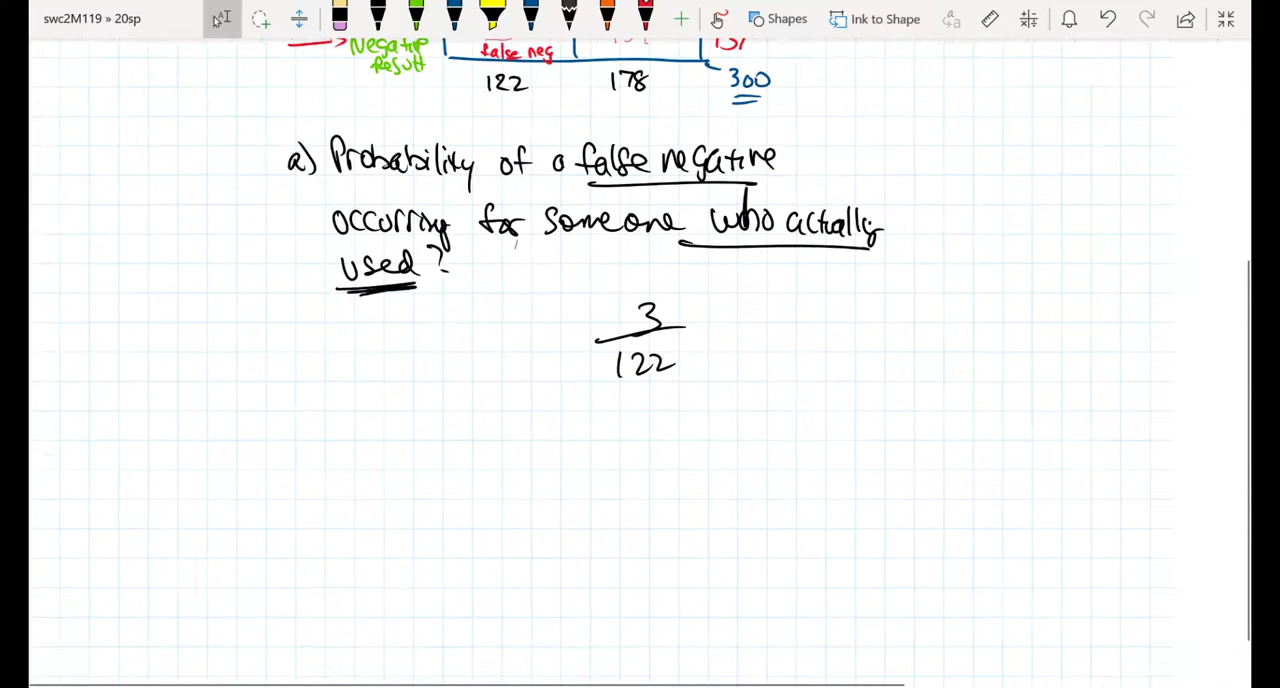 swc2M119 » 20sp
Shapes
Ink to Shape
Negative
Result
false neg
122
178
300
a) Probability of a false negative
occurring for someone who actually
used?
3
122